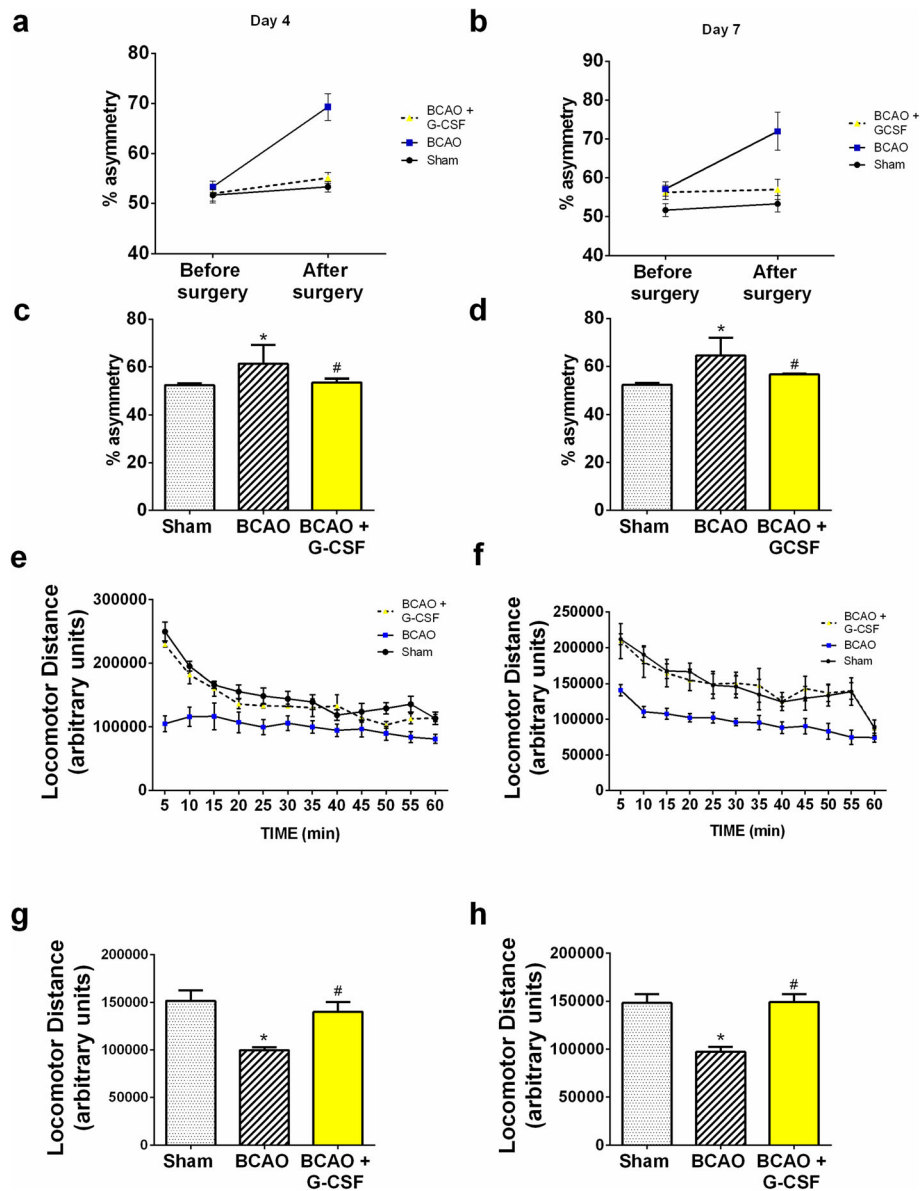 a
Day 4
80
70
60
50
40
% asymmetry
Before
surgery
After
surgery
BCAO +
G-CSF
BCAO
Sham
b
Day 7
90
80
70
60
50
40
% asymmetry
Before
surgery
After
surgery
BCAO +
GCSF
BCAO
Sham
c
80
60
40
20
0
% asymmetry
*
#
Sham
BCAO
BCAO +
G-CSF
d
80
60
40
20
0
% asymmetry
*
#
Sham
BCAO
BCAO +
GCSF
e
300000
200000
100000
0
Locomotor Distance
(arbitrary units)
BCAO +
G-CSF
BCAO
Sham
5 10 15 20 25 30 35 40 45 50 55 60
TIME (min)
f
250000
200000
150000
100000
50000
0
Locomotor Distance
(arbitrary units)
BCAO +
G-CSF
BCAO
Sham
5 10 15 20 25 30 35 40 45 50 55 60
TIME (min)
g
200000
150000
100000
50000
0
Locomotor Distance
(arbitrary units)
*
#
Sham
BCAO
BCAO +
G-CSF
h
200000
150000
100000
50000
0
Locomotor Distance
(arbitrary units)
*
#
Sham
BCAO
BCAO +
G-CSF